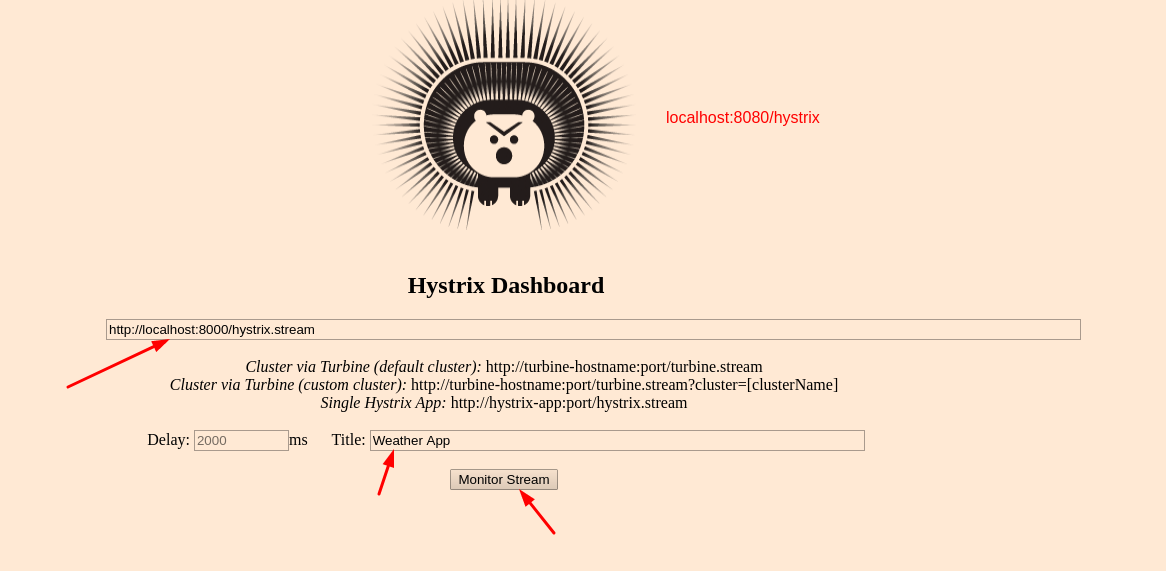 localhost:8080/hystrix
Hystrix Dashboard
http://localhost:8000/hystrix.stream
Cluster via Turbine (default cluster): http://turbine-hostname:port/turbine.stream
Cluster via Turbine (custom cluster): http://turbine-hostname:port/turbine.stream?cluster=[clusterName]
Single Hystrix App: http://hystrix-app:port/hystrix.stream
Delay: 2000 ms Title: Weather App
Monitor Stream